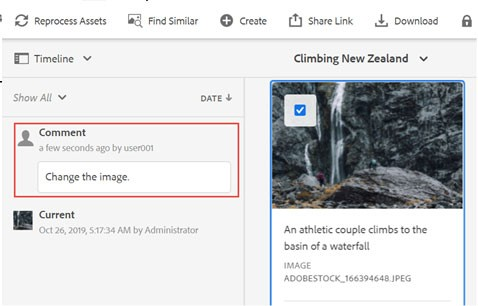 Reprocess Assets Find Similar Create Share Link Download
Timeline Climbing New Zealand
Show All DATE
Comment
a few seconds ago by user001
Change the image.
Current
Oct 26, 2019, 5:17:34 AM by Administrator
An athletic couple climbs to the
basin of a waterfall
IMAGE
ADOBESTOCK_166394648.JPEG